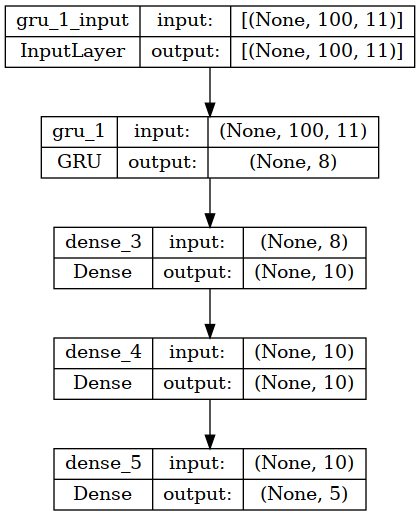 gru_1_input input: [(None, 100, 11)]
InputLayer output: [(None, 100, 11)]
gru_1 input: (None, 100, 11)
GRU output: (None, 8)
dense_3 input: (None, 8)
Dense output: (None, 10)
dense_4 input: (None, 10)
Dense output: (None, 10)
dense_5 input: (None, 10)
Dense output: (None, 5)